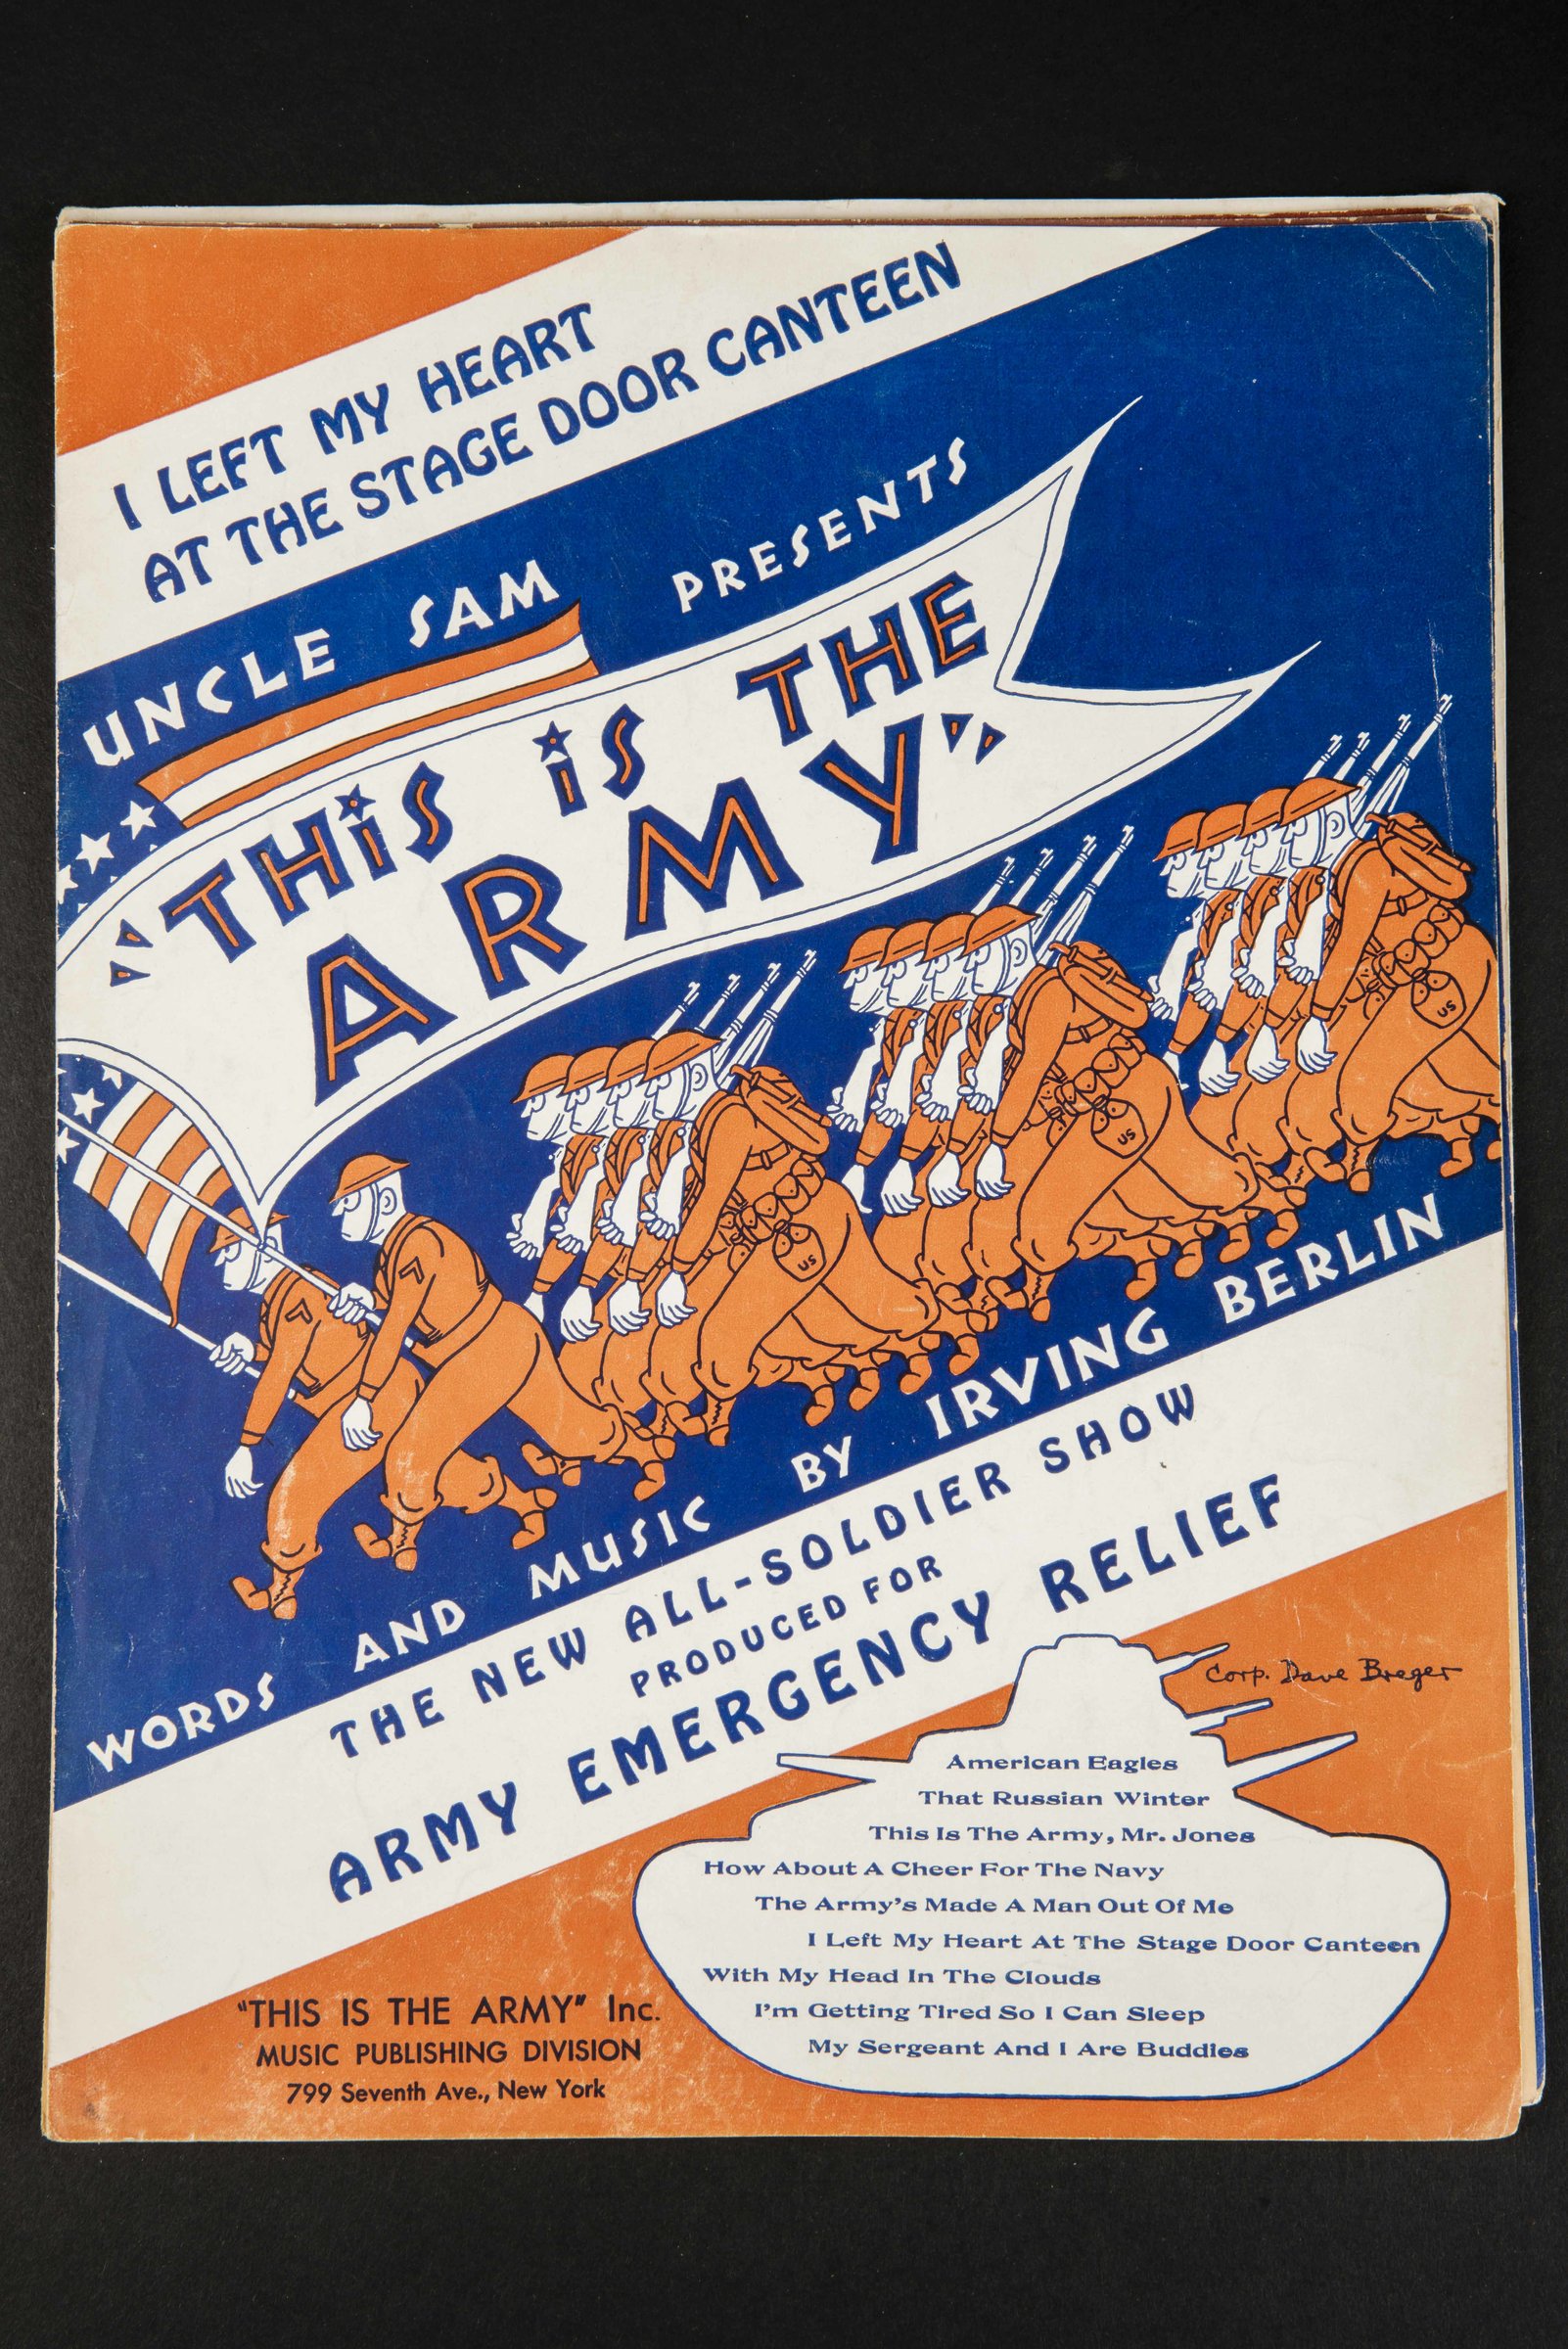 I LEFT MY HEART
AT THE STAGE DOOR CANTEEN
UNCLE SAM PRESENTS
"THiS iS THE
ARMY"
US
US
US
WORDS AND MUSIC BY IRVING BERLIN
THE NEW ALL-SOLDIER SHOW
PRODUCED FOR
ARMY EMERGENCY RELIEF
Corp. Dave Breger
American Eagles
That Russian Winter
This Is The Army, Mr. Jones
How About A Cheer For The Navy
The Army's Made A Man Out Of Me
I Left My Heart At The Stage Door Canteen
With My Head In The Clouds
I'm Getting Tired So I Can Sleep
My Sergeant And I Are Buddies
"THIS IS THE ARMY" Inc.
MUSIC PUBLISHING DIVISION
799 Seventh Ave., New York